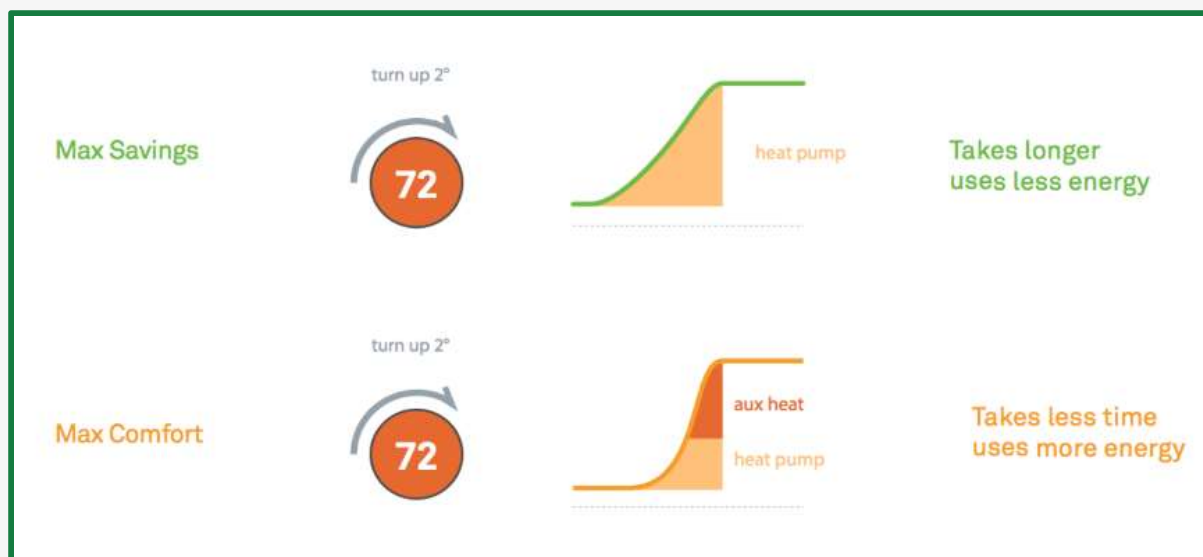 turn up 2°
Max Savings
72
heat pump
Takes longer
uses less energy
turn up 2°
Max Comfort
72
aux heat
heat pump
Takes less time
uses more energy